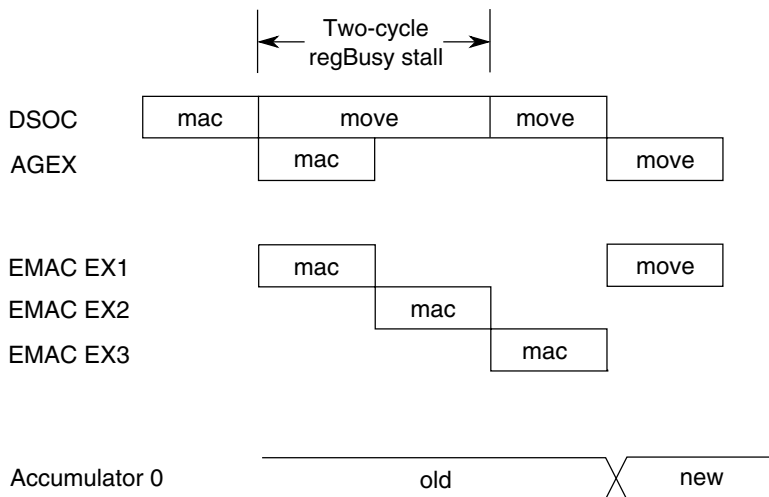 Two-cycle
regBusy stall
DSOC mac move move
AGEX mac move
EMAC EX1 mac move
EMAC EX2 mac
EMAC EX3 mac
Accumulator 0 old new